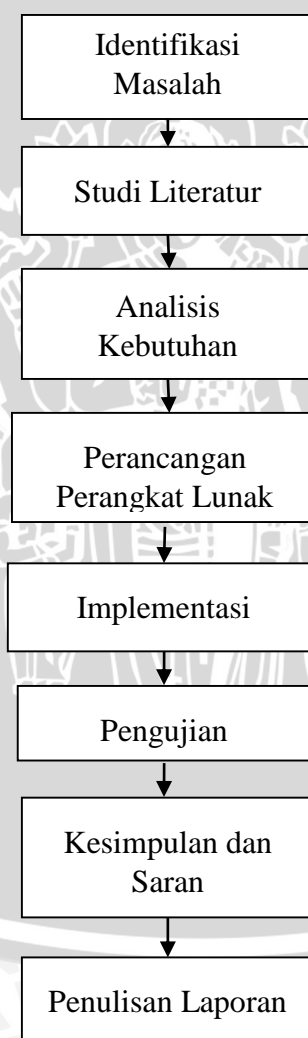 Identifikasi
Masalah
Studi Literatur
Analisis
Kebutuhan
Perancangan
Perangkat Lunak
Implementasi
Pengujian
Kesimpulan dan
Saran
Penulisan Laporan